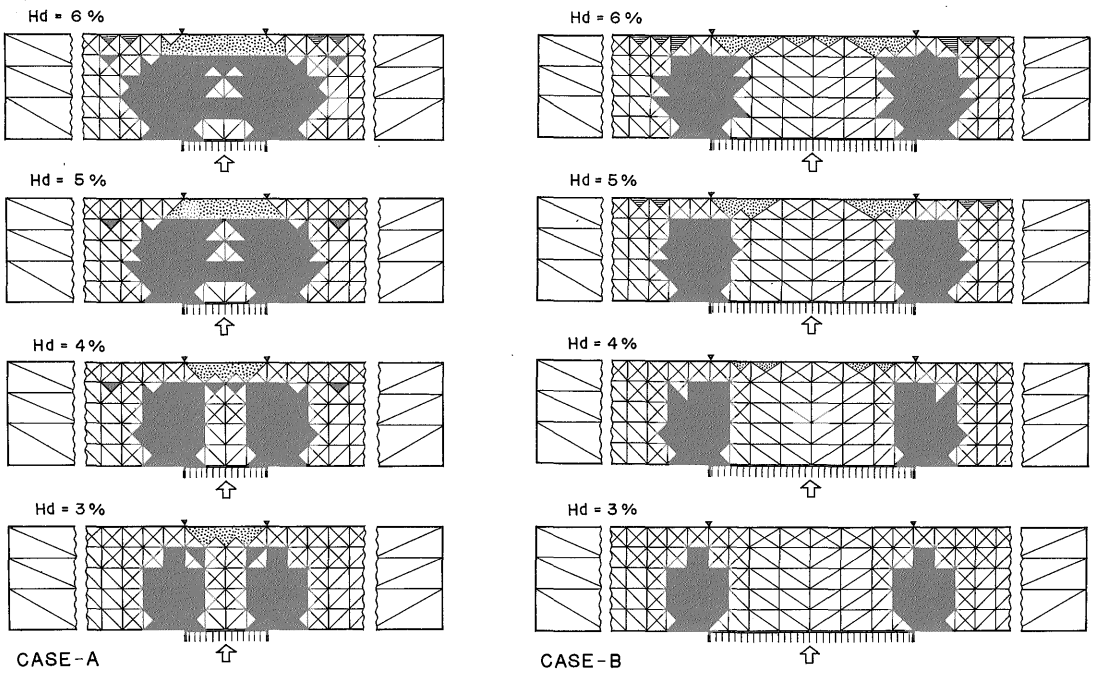 Hd = 6 %
Hd = 5 %
Hd = 4 %
Hd = 3 %
CASE-A
Hd = 6 %
Hd = 5 %
Hd = 4 %
Hd = 3 %
CASE-B